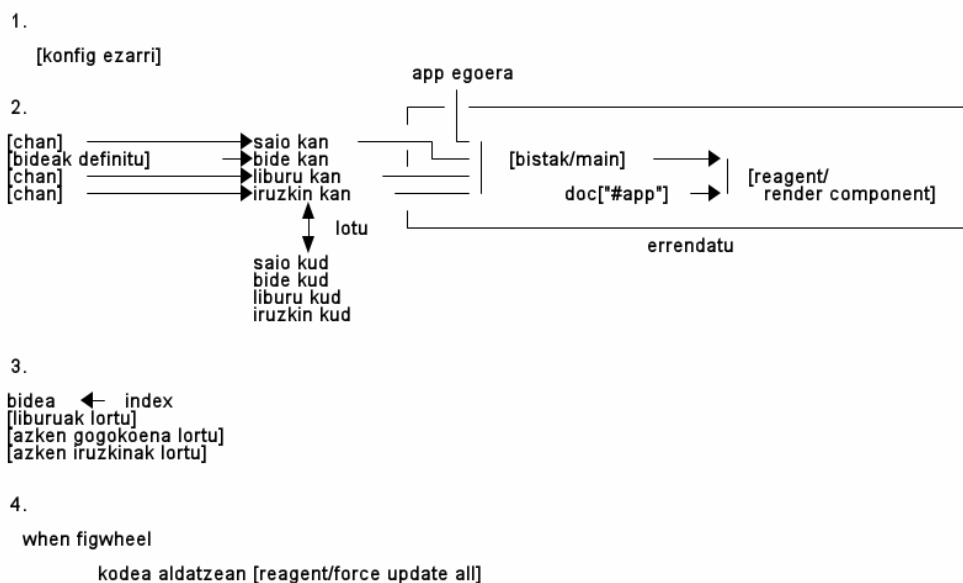 1.
[konfig ezarri]
app egoera
2.
[chan] saio kan
[bideak definitu] bide kan [bistak/main] [reagent/
[chan] liburu kan
[chan] iruzkin kan doc["#app"] render component]
lotu
errendatu
saio kud
bide kud
liburu kud
iruzkin kud
3.
bidea index
[liburuak lortu]
[azken gogokoena lortu]
[azken iruzkinak lortu]
4.
when figwheel
kodea aldatzean [reagent/force update all]